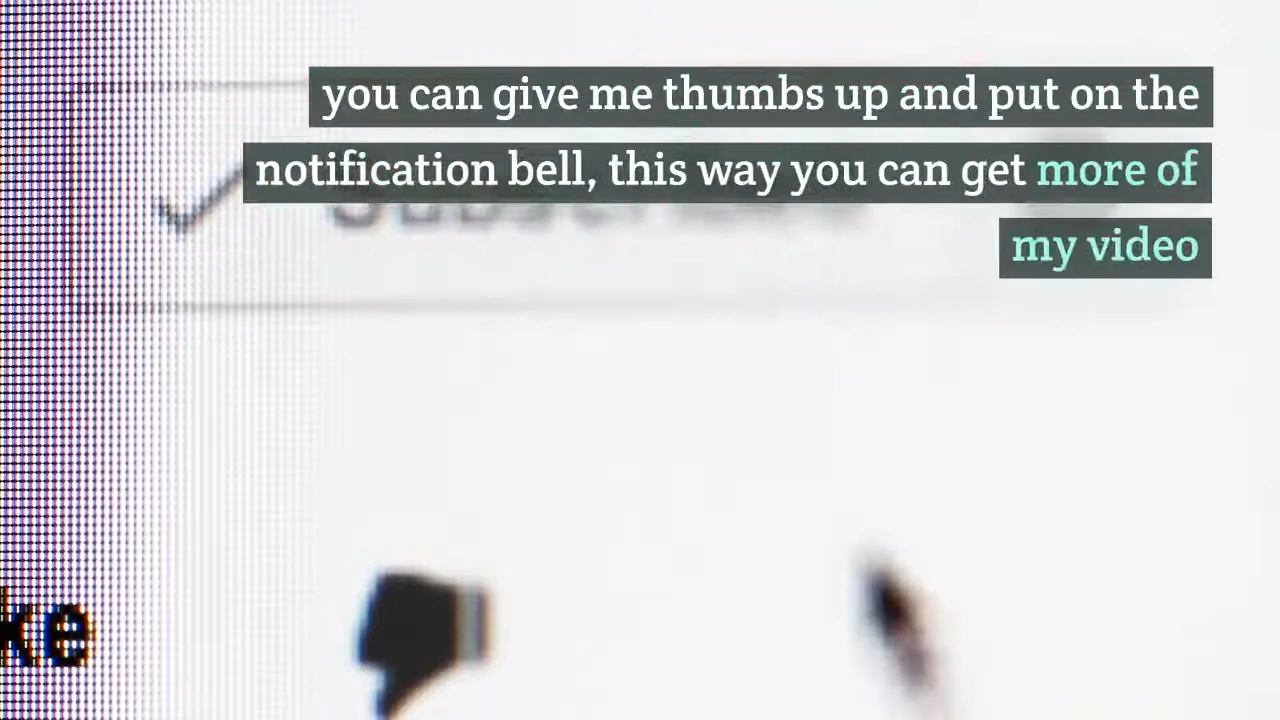 you can give me thumbs up and put on the
notification bell, this way you can get more of
my video